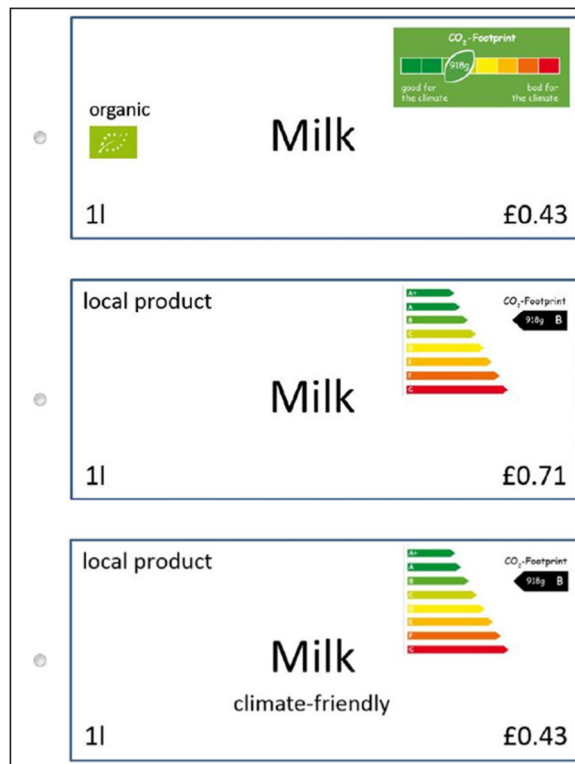 CO₂-Footprint
918g
good for the climate
bad for the climate
organic
Milk
1l
£0.43
local product
A+
A
B
C
D
E
F
G
CO₂-Footprint
918g B
Milk
1l
£0.71
local product
A+
A
B
C
D
E
F
G
CO₂-Footprint
918g B
Milk
climate-friendly
1l
£0.43